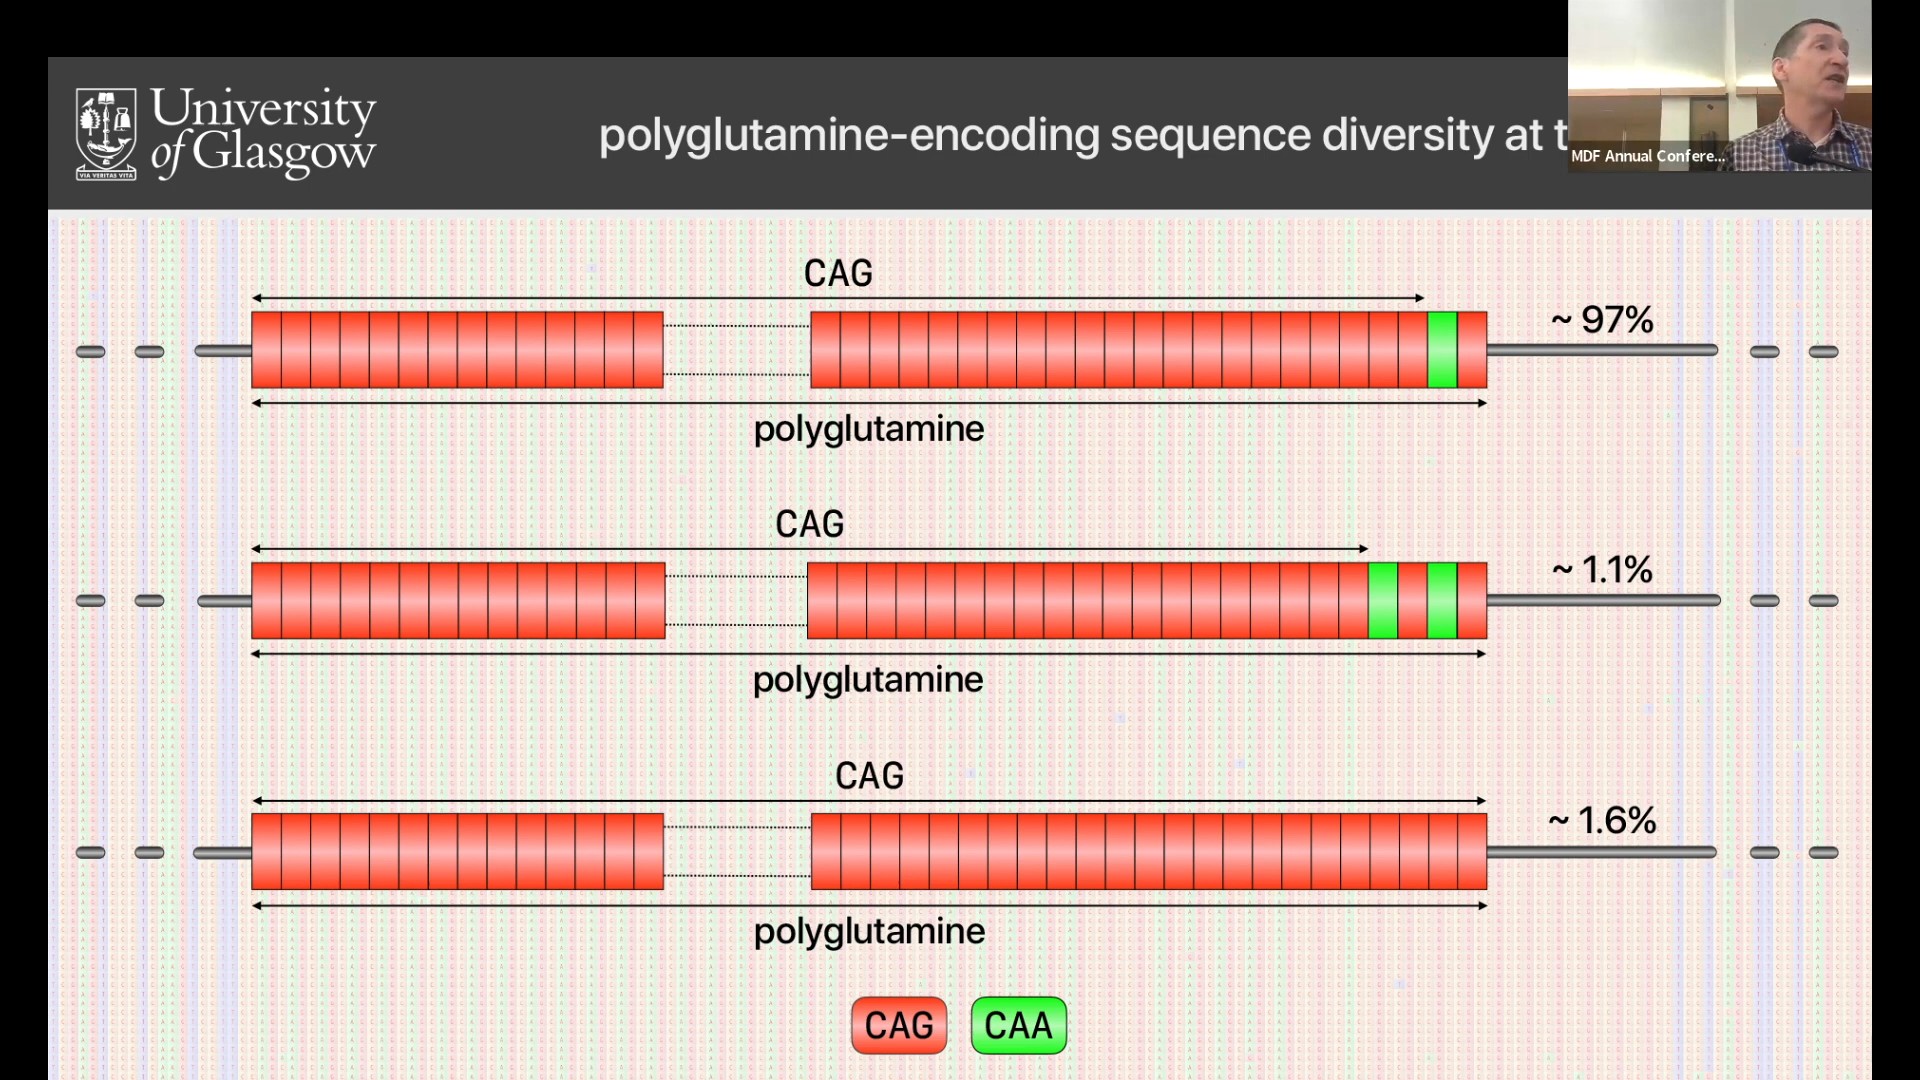 University
of Glasgow
VIA VERITAS VITA
polyglutamine-encoding sequence diversity at t
MDF Annual Confere...
CAG
~ 97%
polyglutamine
CAG
~ 1.1%
polyglutamine
CAG
~ 1.6%
polyglutamine
CAG CAA